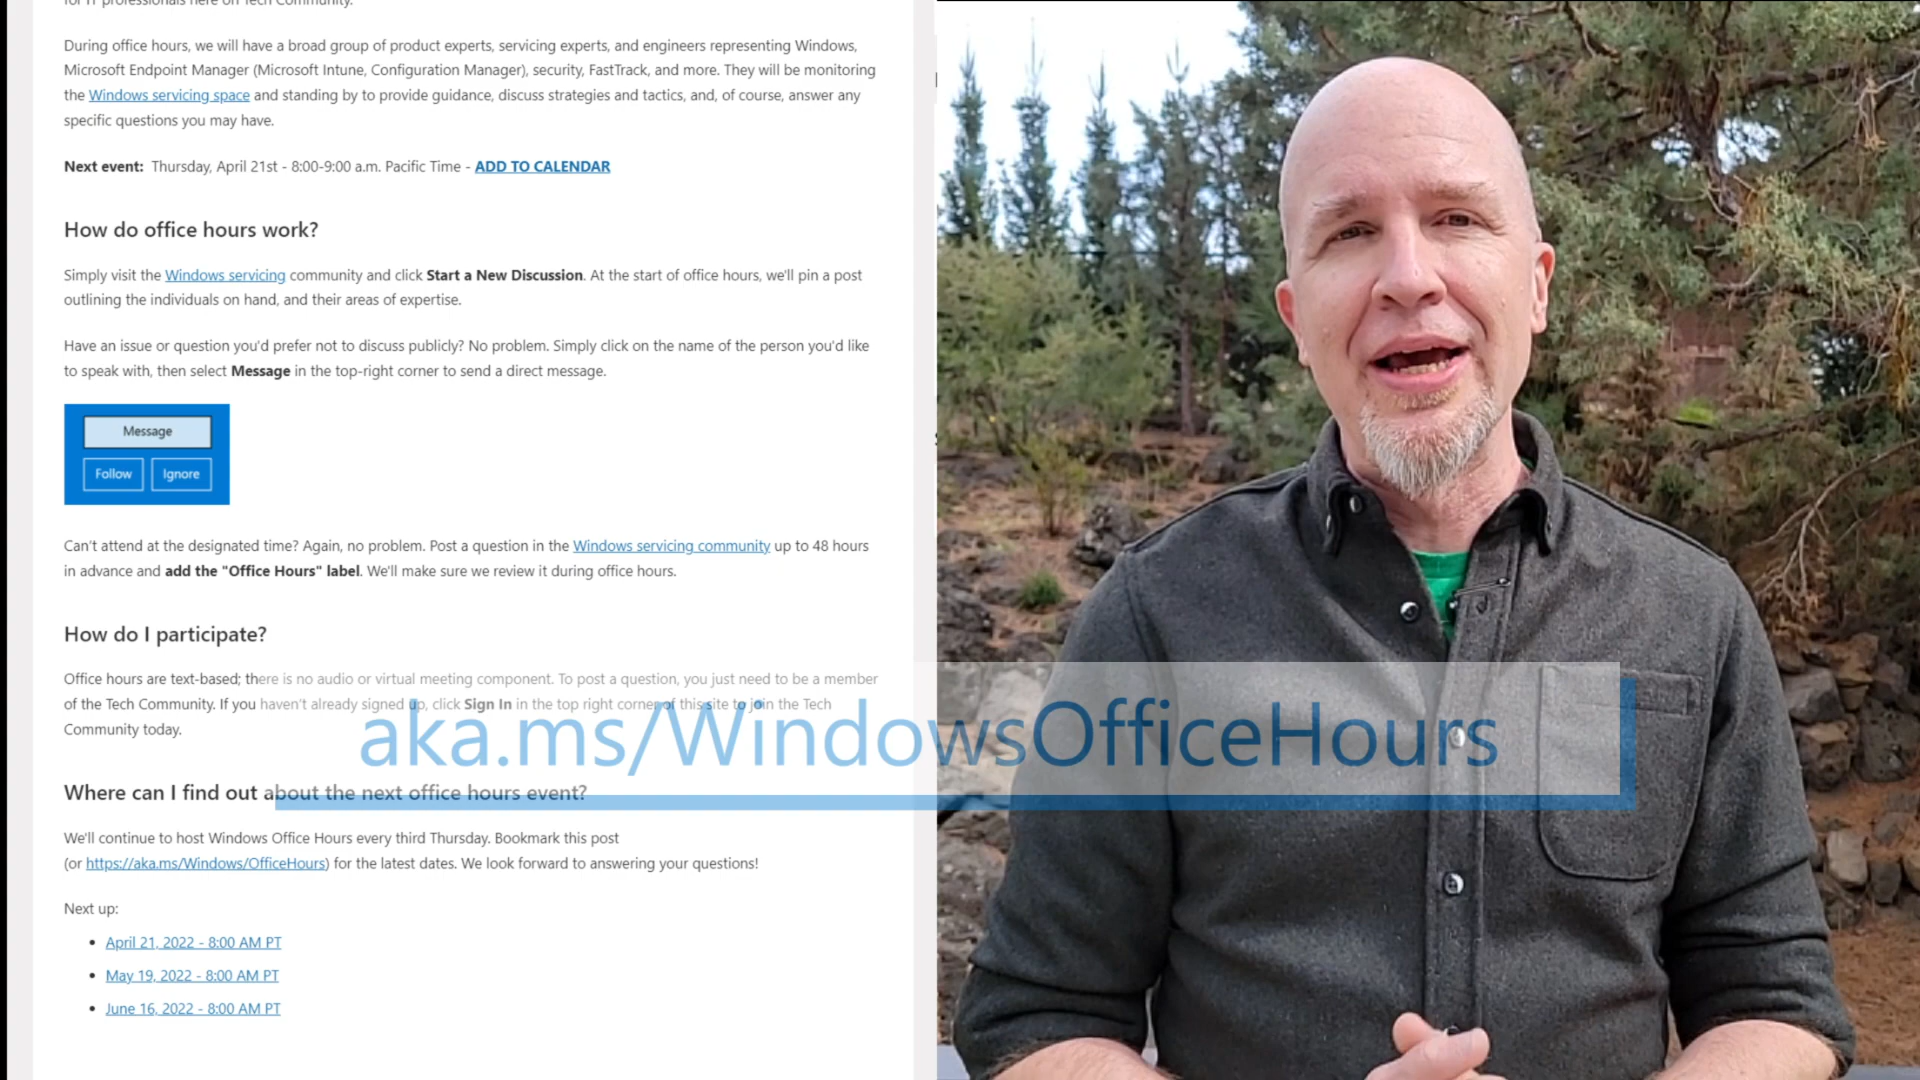 for IT professionals here on Tech Community.
During office hours, we will have a broad group of product experts, servicing experts, and engineers representing Windows,
Microsoft Endpoint Manager (Microsoft Intune, Configuration Manager), security, FastTrack, and more. They will be monitoring
the Windows servicing space and standing by to provide guidance, discuss strategies and tactics, and, of course, answer any
specific questions you may have.
Next event: Thursday, April 21st - 8:00-9:00 a.m. Pacific Time - ADD TO CALENDAR
How do office hours work?
Simply visit the Windows servicing community and click Start a New Discussion. At the start of office hours, we'll pin a post
outlining the individuals on hand, and their areas of expertise.
Have an issue or question you'd prefer not to discuss publicly? No problem. Simply click on the name of the person you'd like
to speak with, then select Message in the top-right corner to send a direct message.
Message
Follow Ignore
Can't attend at the designated time? Again, no problem. Post a question in the Windows servicing community up to 48 hours
in advance and add the "Office Hours" label. We'll make sure we review it during office hours.
How do I participate?
Office hours are text-based; there is no audio or virtual meeting component. To post a question, you just need to be a member
of the Tech Community. If you haven't already signed up, click Sign In in the top right corner of this site to join the Tech
Community today.
aka.ms/WindowsOfficeHours
Where can I find out about the next office hours event?
We'll continue to host Windows Office Hours every third Thursday. Bookmark this post
(or https://aka.ms/Windows/OfficeHours) for the latest dates. We look forward to answering your questions!
Next up:
• April 21, 2022 - 8:00 AM PT
• May 19, 2022 - 8:00 AM PT
• June 16, 2022 - 8:00 AM PT